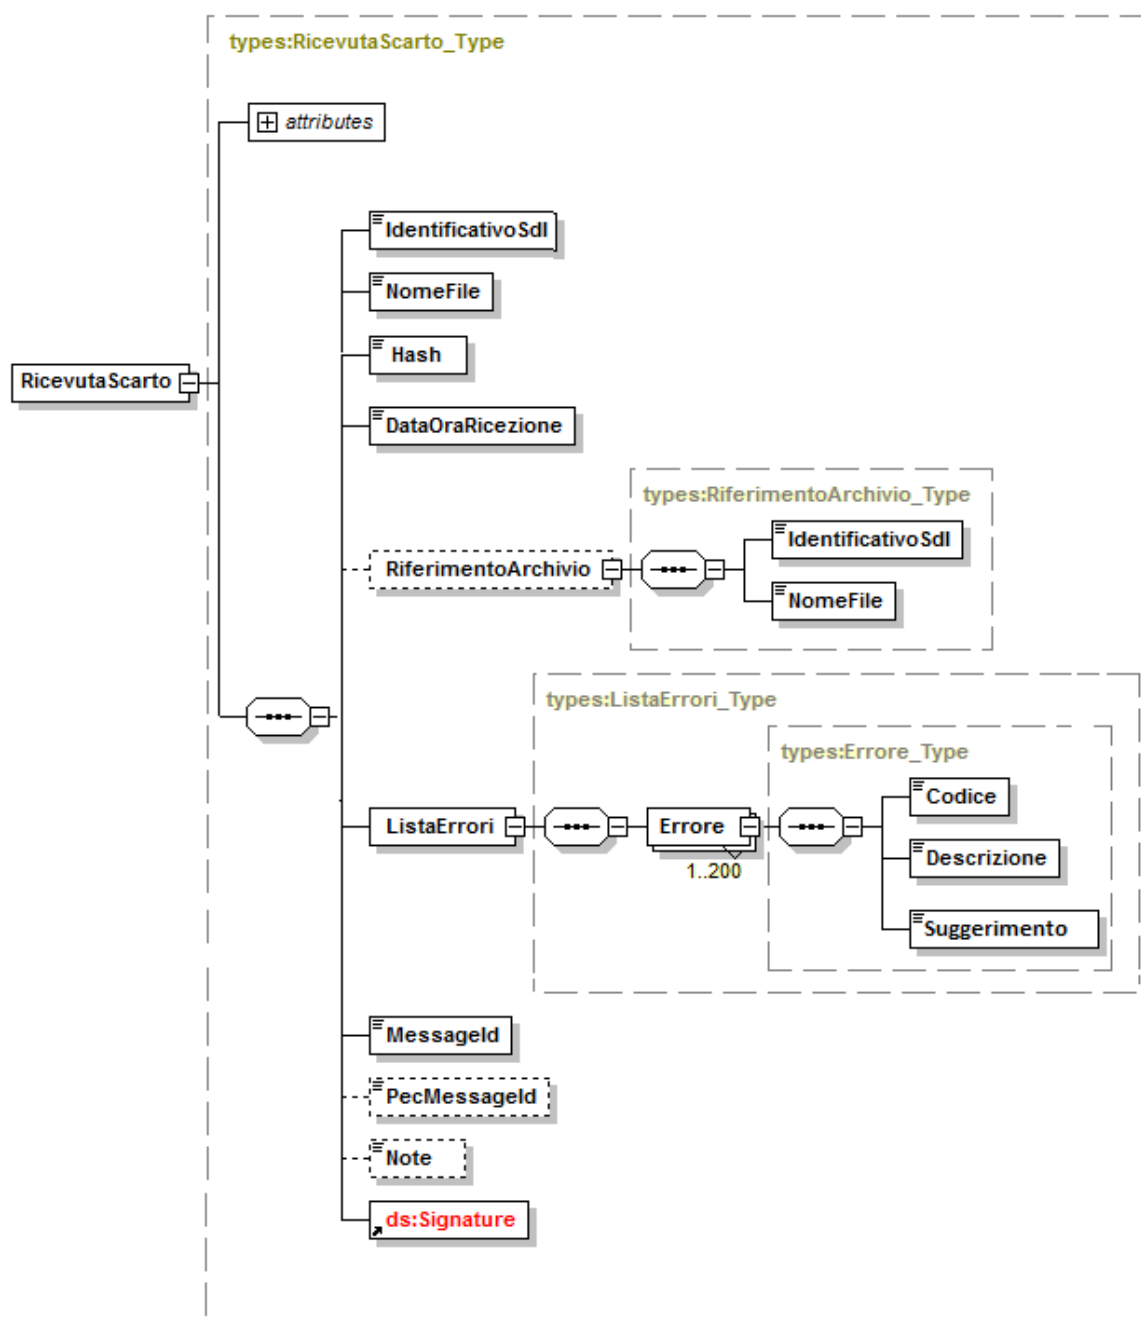 types:RicevutaScarto_Type
attributes
IdentificativoSdI
NomeFile
Hash
RicevutaScarto
DataOraRicezione
types:RiferimentoArchivio_Type
IdentificativoSdI
RiferimentoArchivio
NomeFile
types:ListaErrori_Type
types:Errore_Type
Codice
ListaErrori
Errore
Descrizione
1..200
Suggerimento
MessageId
PecMessageId
Note
ds:Signature